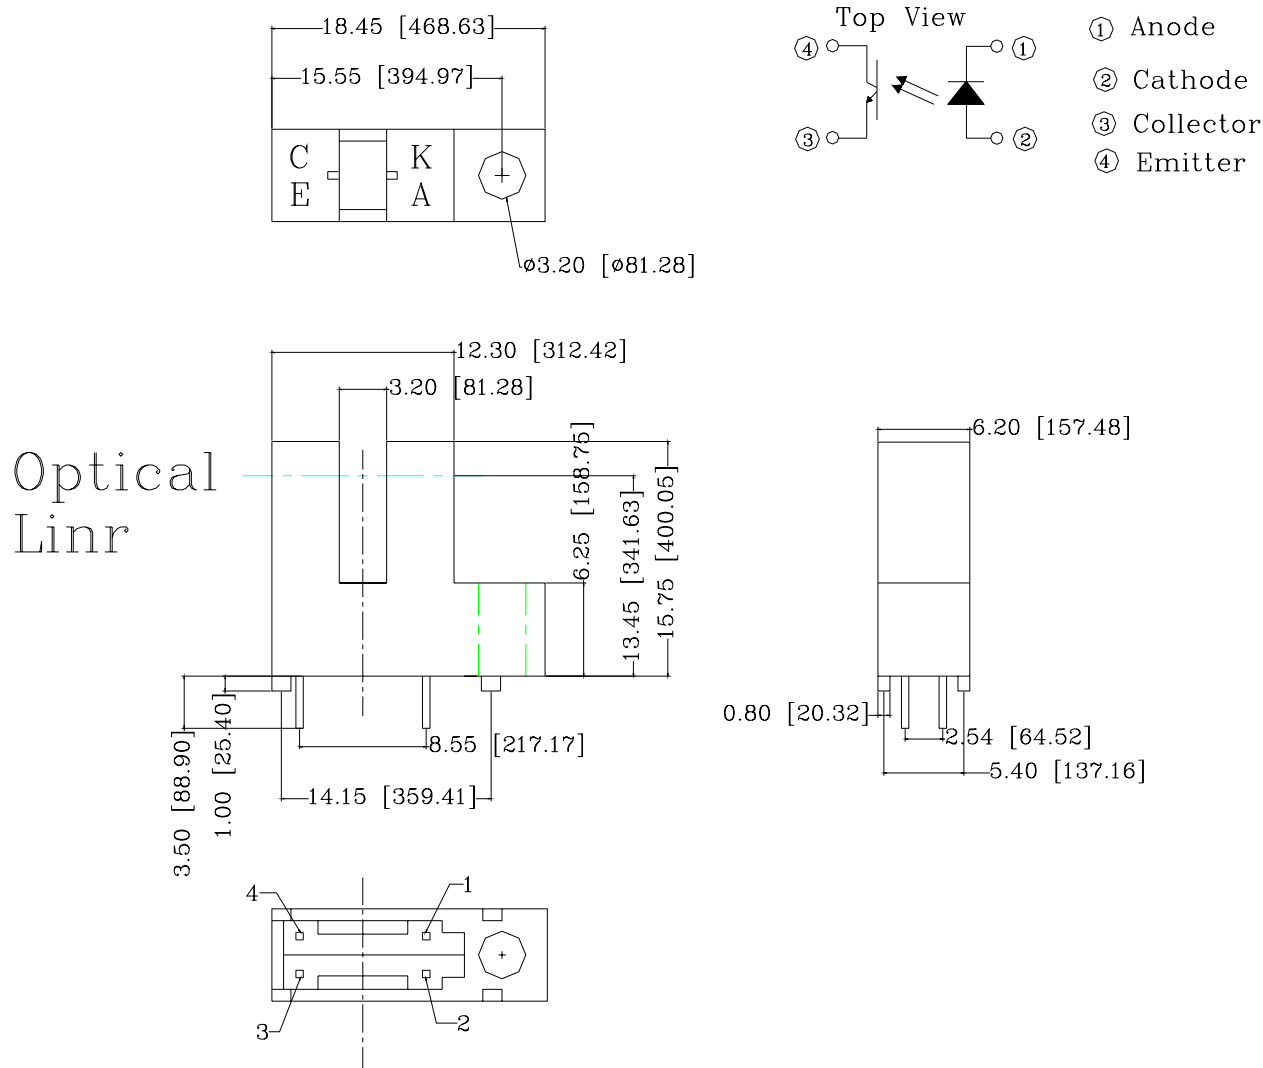 18.45 [468.63]
15.55 [394.97]
C K
E A
ø3.20 [ø81.28]
Top View
4 1
3 2
1 Anode
2 Cathode
3 Collector
4 Emitter
12.30 [312.42]
3.20 [81.28]
Optical
Linr
6.25 [158.75]
13.45 [341.63]
15.75 [400.05]
3.50 [88.90]
1.00 [25.40]
8.55 [217.17]
14.15 [359.41]
6.20 [157.48]
0.80 [20.32]
2.54 [64.52]
5.40 [137.16]
4 1
3 2